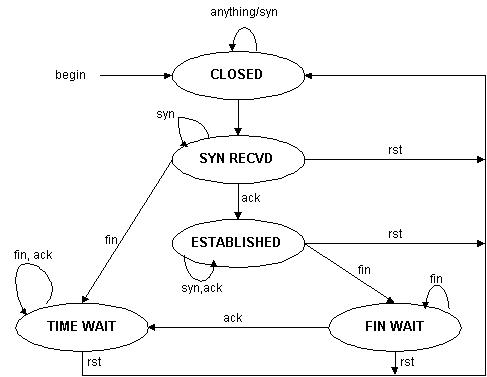 anything/syn
begin
CLOSED
syn
SYN RECVD
rst
ack
fin
ESTABLISHED
rst
syn,ack
fin
fin, ack
fin
TIME WAIT
ack
FIN WAIT
rst
rst